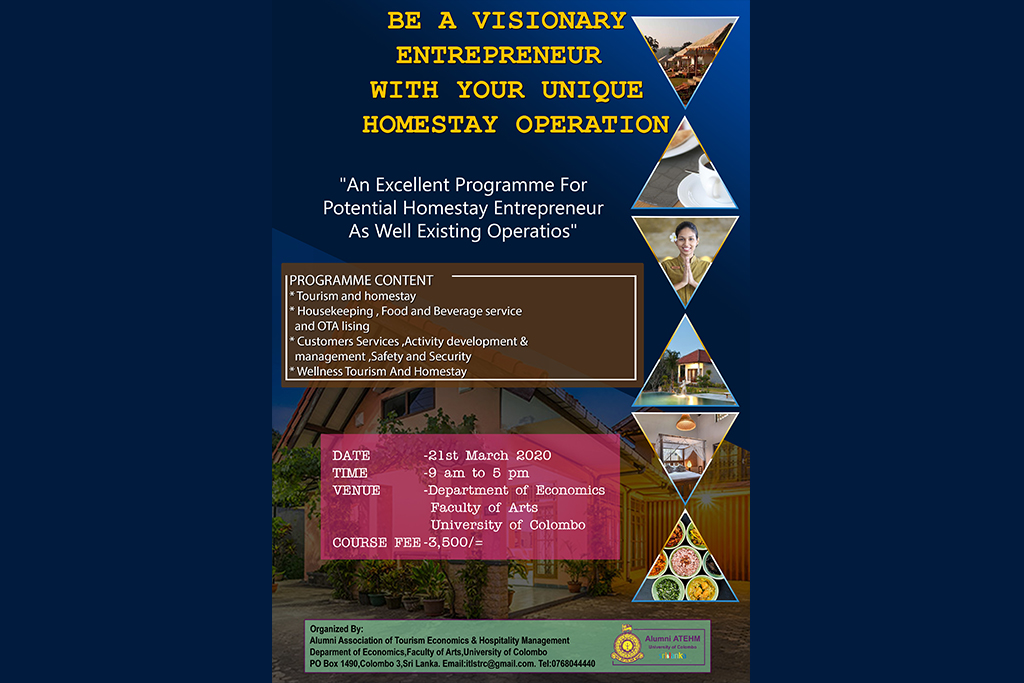 BE A VISIONARY
ENTREPRENEUR
WITH YOUR UNIQUE
HOMESTAY OPERATION
"An Excellent Programme For
Potential Homestay Entrepreneur
As Well Existing Operatios"
PROGRAMME CONTENT
* Tourism and homestay
* Housekeeping , Food and Beverage service
and OTA lising
* Customers Services ,Activity development &
management ,Safety and Security
* Wellness Tourism And Homestay
DATE -21st March 2020
TIME -9 am to 5 pm
VENUE -Department of Economics
Faculty of Arts
University of Colombo
COURSE FEE -3,500/=
Organized By:
Alumni Association of Tourism Economics & Hospitality Management
Deparment of Economics,Faculty of Arts,University of Colombo
PO Box 1490,Colombo 3,Sri Lanka. Email:itlstrc@gmail.com. Tel:0768044440
Alumni ATEHM
University of Colombo